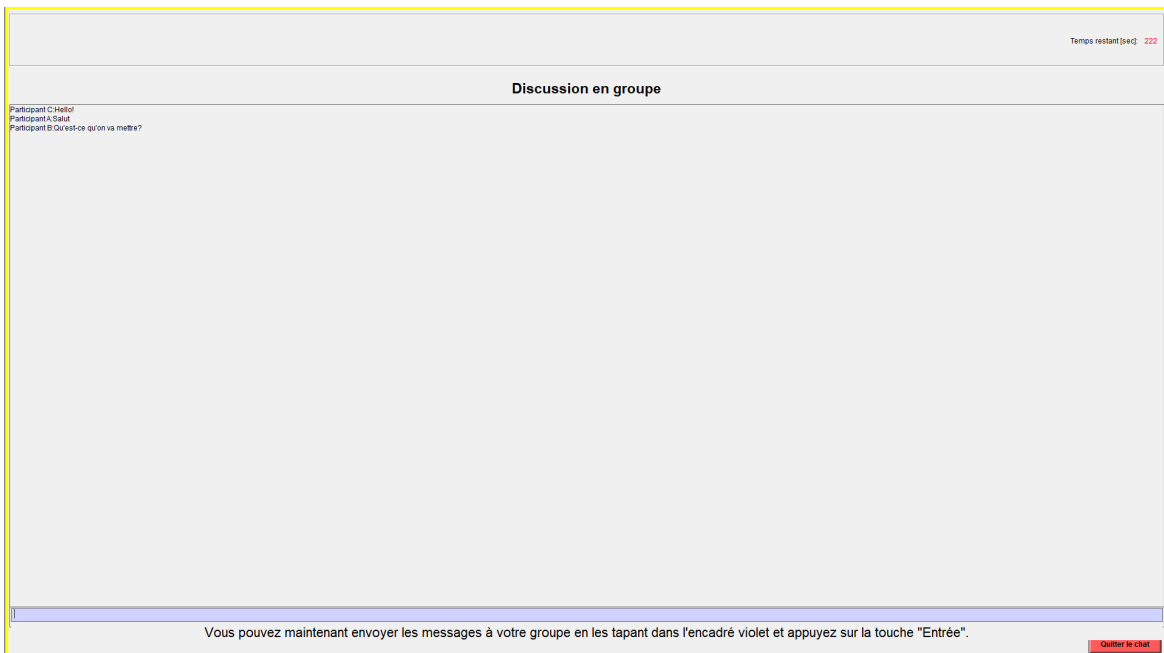 Temps restant [sec]: 222
Discussion en groupe
Participant C:Hello!
Participant A:Salut
Participant B:Qu'est-ce qu'on va mettre?
Vous pouvez maintenant envoyer les messages à votre groupe en les tapant dans l'encadré violet et appuyez sur la touche "Entrée".
Quitter le chat